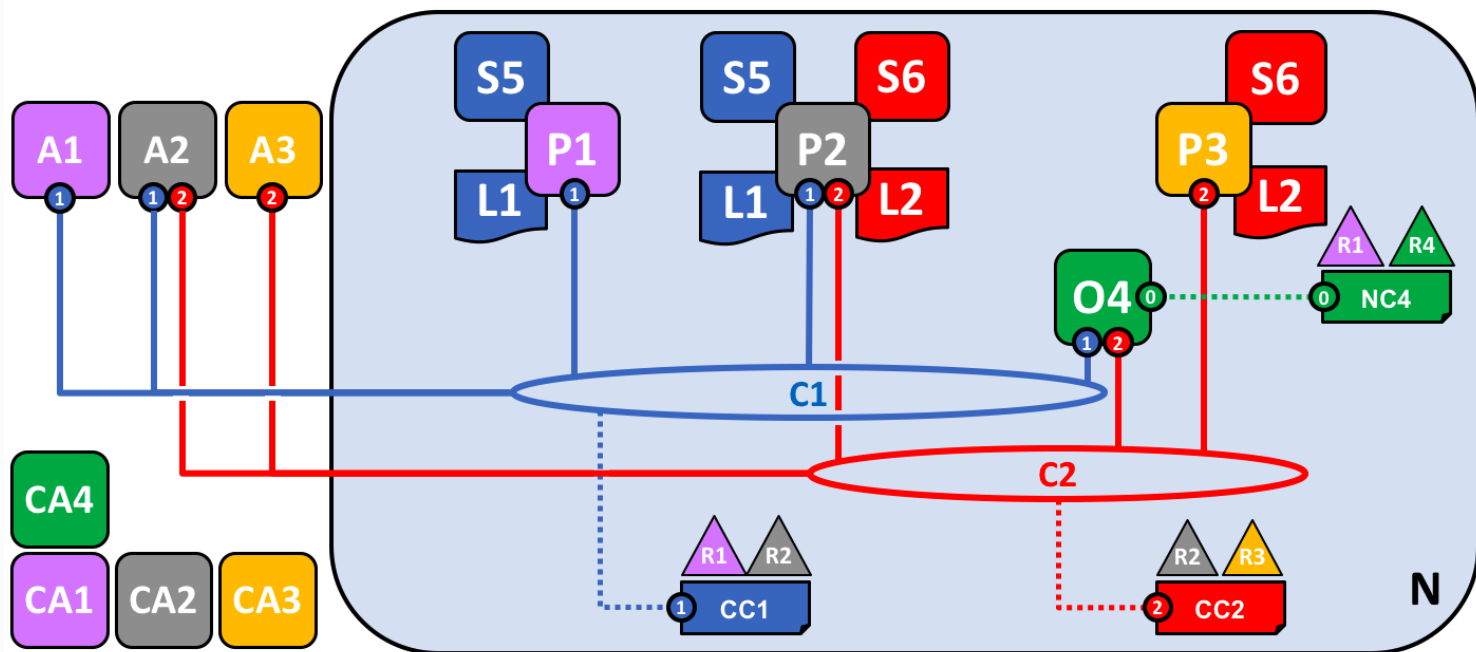 S5 S5 S6 S6
A1 A2 A3 P1 P2 P3
1 1 2 2 1 1 2 2
L1 L1 L2 L2
R1 R4
O4 0 0 NC4
1 2
C1
C2
CA4
R1 R2 R2 R3
CA1 CA2 CA3 1 CC1 2 CC2 N